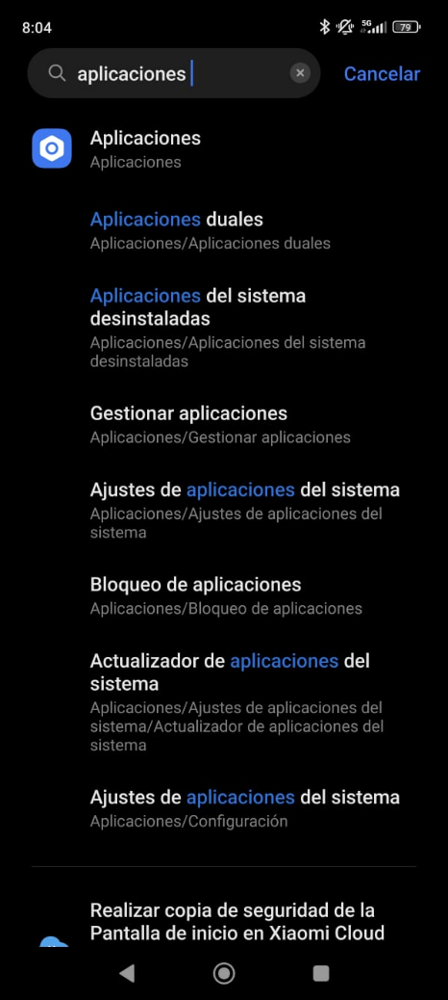 8:04
5G
79
aplicaciones
Cancelar
Aplicaciones
Aplicaciones
Aplicaciones duales
Aplicaciones/Aplicaciones duales
Aplicaciones del sistema
desinstaladas
Aplicaciones/Aplicaciones del sistema
desinstaladas
Gestionar aplicaciones
Aplicaciones/Gestionar aplicaciones
Ajustes de aplicaciones del sistema
Aplicaciones/Ajustes de aplicaciones del
sistema
Bloqueo de aplicaciones
Aplicaciones/Bloqueo de aplicaciones
Actualizador de aplicaciones del
sistema
Aplicaciones/Ajustes de aplicaciones del
sistema/Actualizador de aplicaciones del
sistema
Ajustes de aplicaciones del sistema
Aplicaciones/Configuración
Realizar copia de seguridad de la
Pantalla de inicio en Xiaomi Cloud